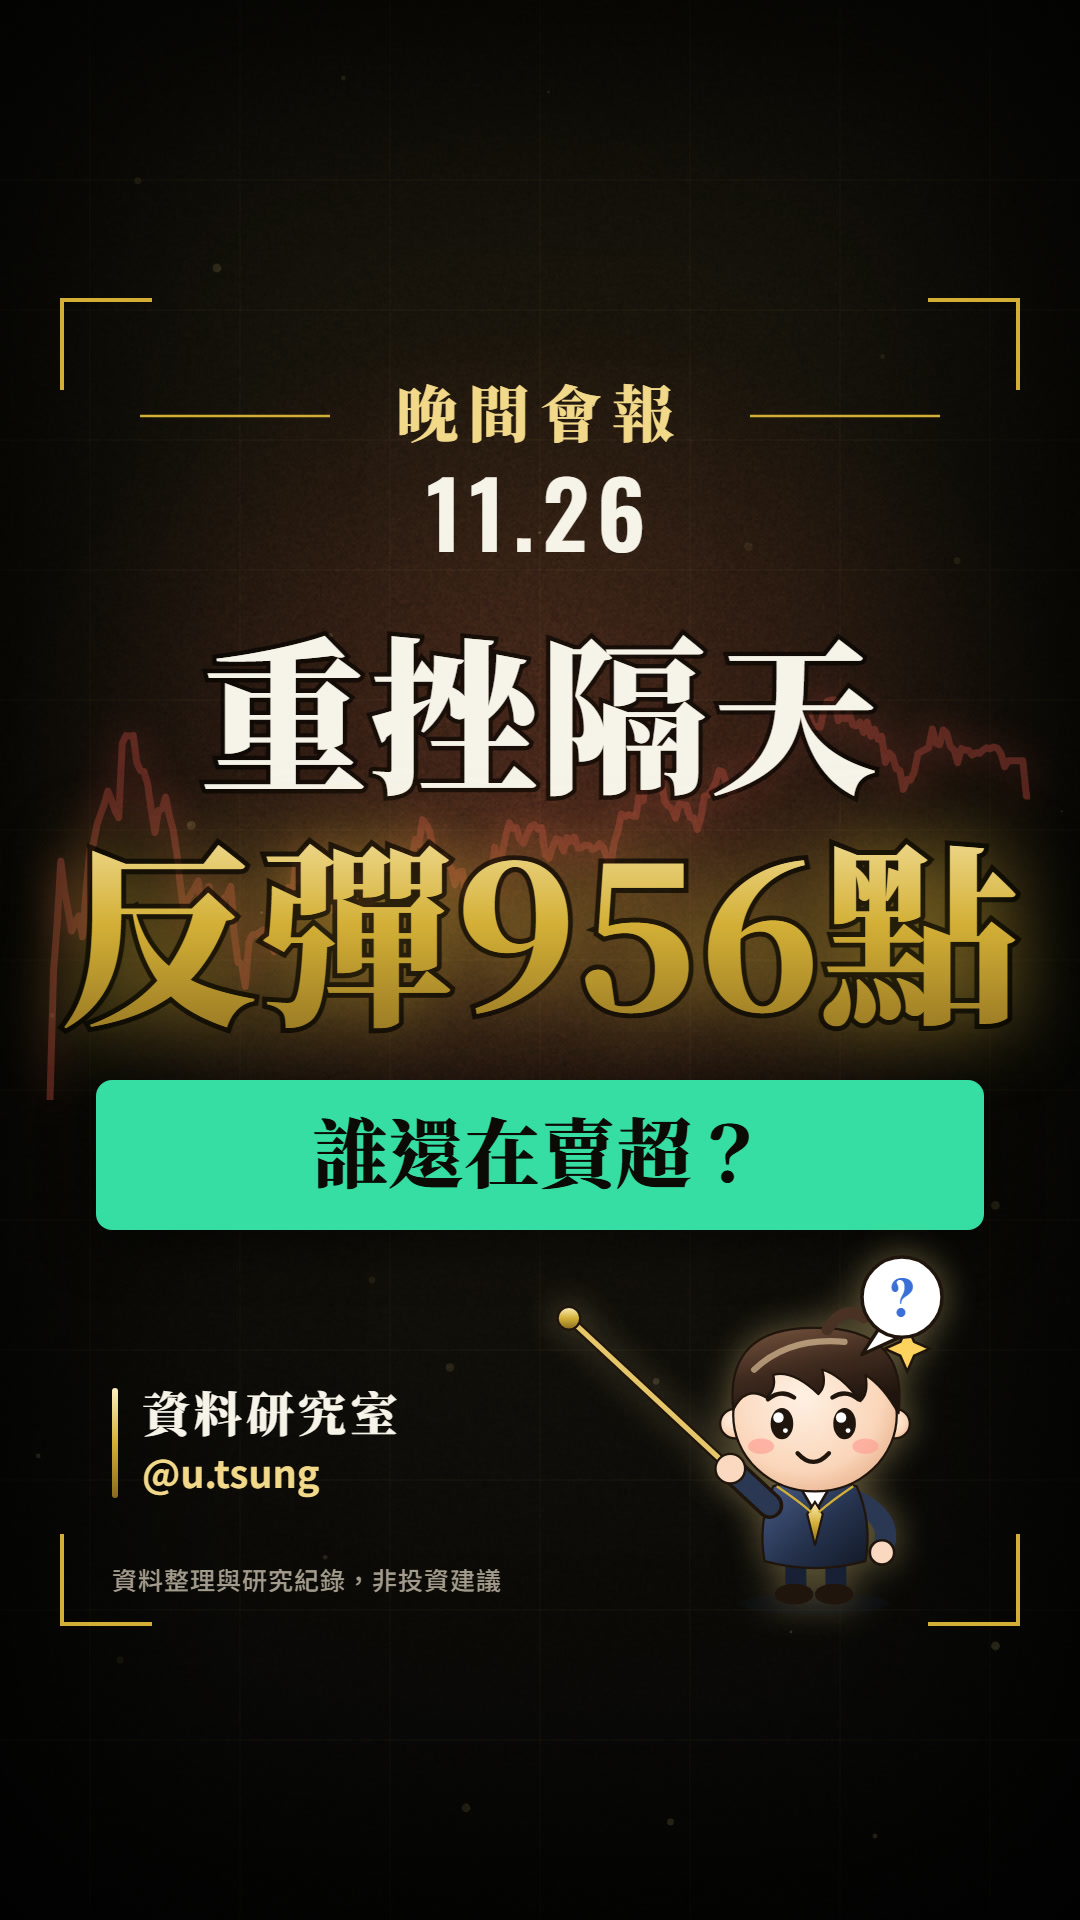 晚間會報
11.26
重挫隔天
反彈956點
誰還在賣超？
?
資料研究室
@u.tsung
資料整理與研究紀錄，非投資建議